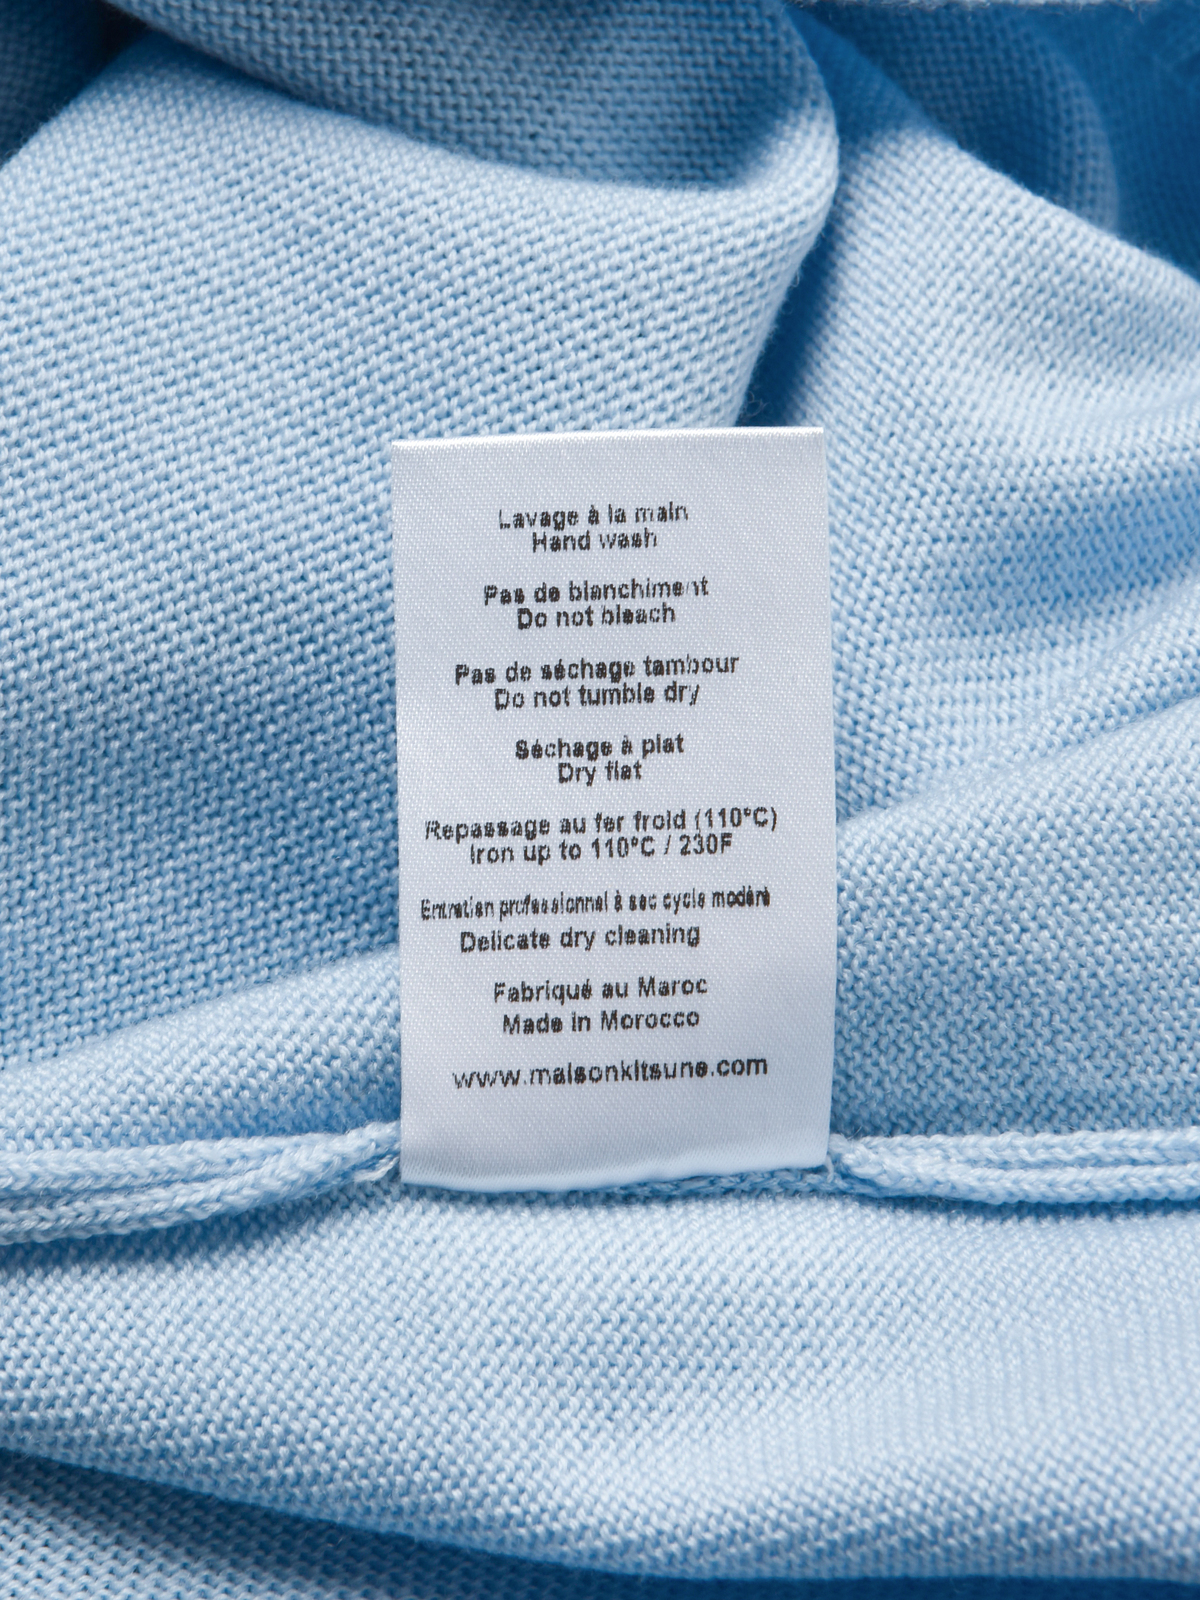 Lavage à la main
Hand wash
Pas de blanchiment
Do not bleach
Pas de séchage tambour
Do not tumble dry
Séchage à plat
Dry flat
Repassage au fer froid (110°C)
Iron up to 110°C / 230F
Entretien professionnel à sec cycle modéré
Delicate dry cleaning
Fabriqué au Maroc
Made in Morocco
www.maisonkitsune.com